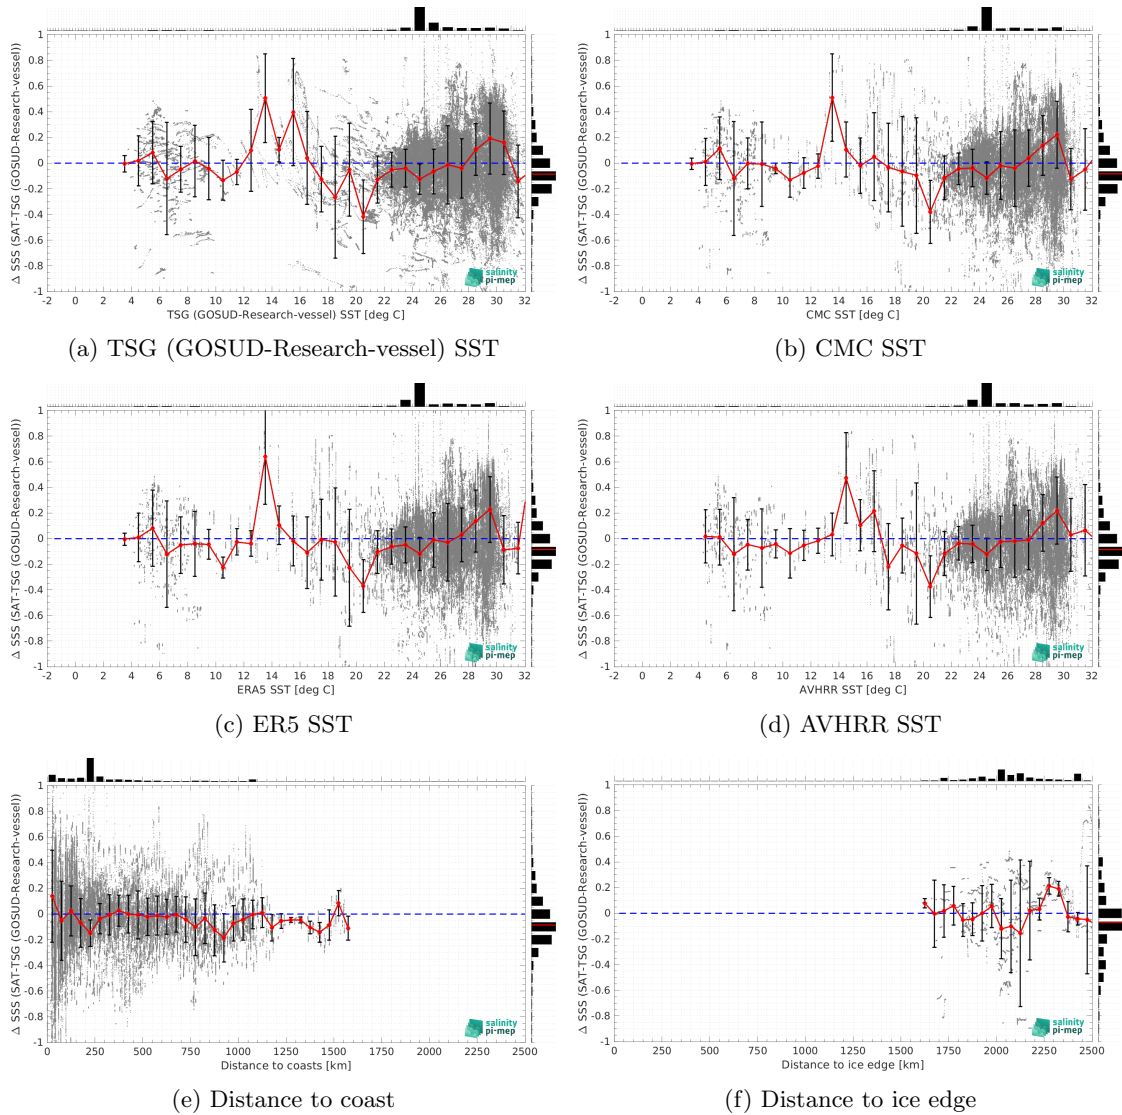 Δ SSS (SAT-TSG (GOSUD-Research-vessel))
1
0.8
0.6
0.4
0.2
0
-0.2
-0.4
-0.6
-0.8
-1
salinity
pi-mep
-2 0 2 4 6 8 10 12 14 16 18 20 22 24 26 28 30 32
TSG (GOSUD-Research-vessel) SST [deg C]
(a) TSG (GOSUD-Research-vessel) SST
Δ SSS (SAT-TSG (GOSUD-Research-vessel))
1
0.8
0.6
0.4
0.2
0
-0.2
-0.4
-0.6
-0.8
-1
salinity
pi-mep
-2 0 2 4 6 8 10 12 14 16 18 20 22 24 26 28 30 32
CMC SST [deg C]
(b) CMC SST
Δ SSS (SAT-TSG (GOSUD-Research-vessel))
1
0.8
0.6
0.4
0.2
0
-0.2
-0.4
-0.6
-0.8
-1
salinity
pi-mep
-2 0 2 4 6 8 10 12 14 16 18 20 22 24 26 28 30 32
ERA5 SST [deg C]
(c) ER5 SST
Δ SSS (SAT-TSG (GOSUD-Research-vessel))
1
0.8
0.6
0.4
0.2
0
-0.2
-0.4
-0.6
-0.8
-1
salinity
pi-mep
-2 0 2 4 6 8 10 12 14 16 18 20 22 24 26 28 30 32
AVHRR SST [deg C]
(d) AVHRR SST
Δ SSS (SAT-TSG (GOSUD-Research-vessel))
1
0.8
0.6
0.4
0.2
0
-0.2
-0.4
-0.6
-0.8
-1
salinity
pi-mep
0 250 500 750 1000 1250 1500 1750 2000 2250 2500
Distance to coasts [km]
(e) Distance to coast
Δ SSS (SAT-TSG (GOSUD-Research-vessel))
1
0.8
0.6
0.4
0.2
0
-0.2
-0.4
-0.6
-0.8
-1
salinity
pi-mep
0 250 500 750 1000 1250 1500 1750 2000 2250 2500
Distance to ice edge [km]
(f) Distance to ice edge